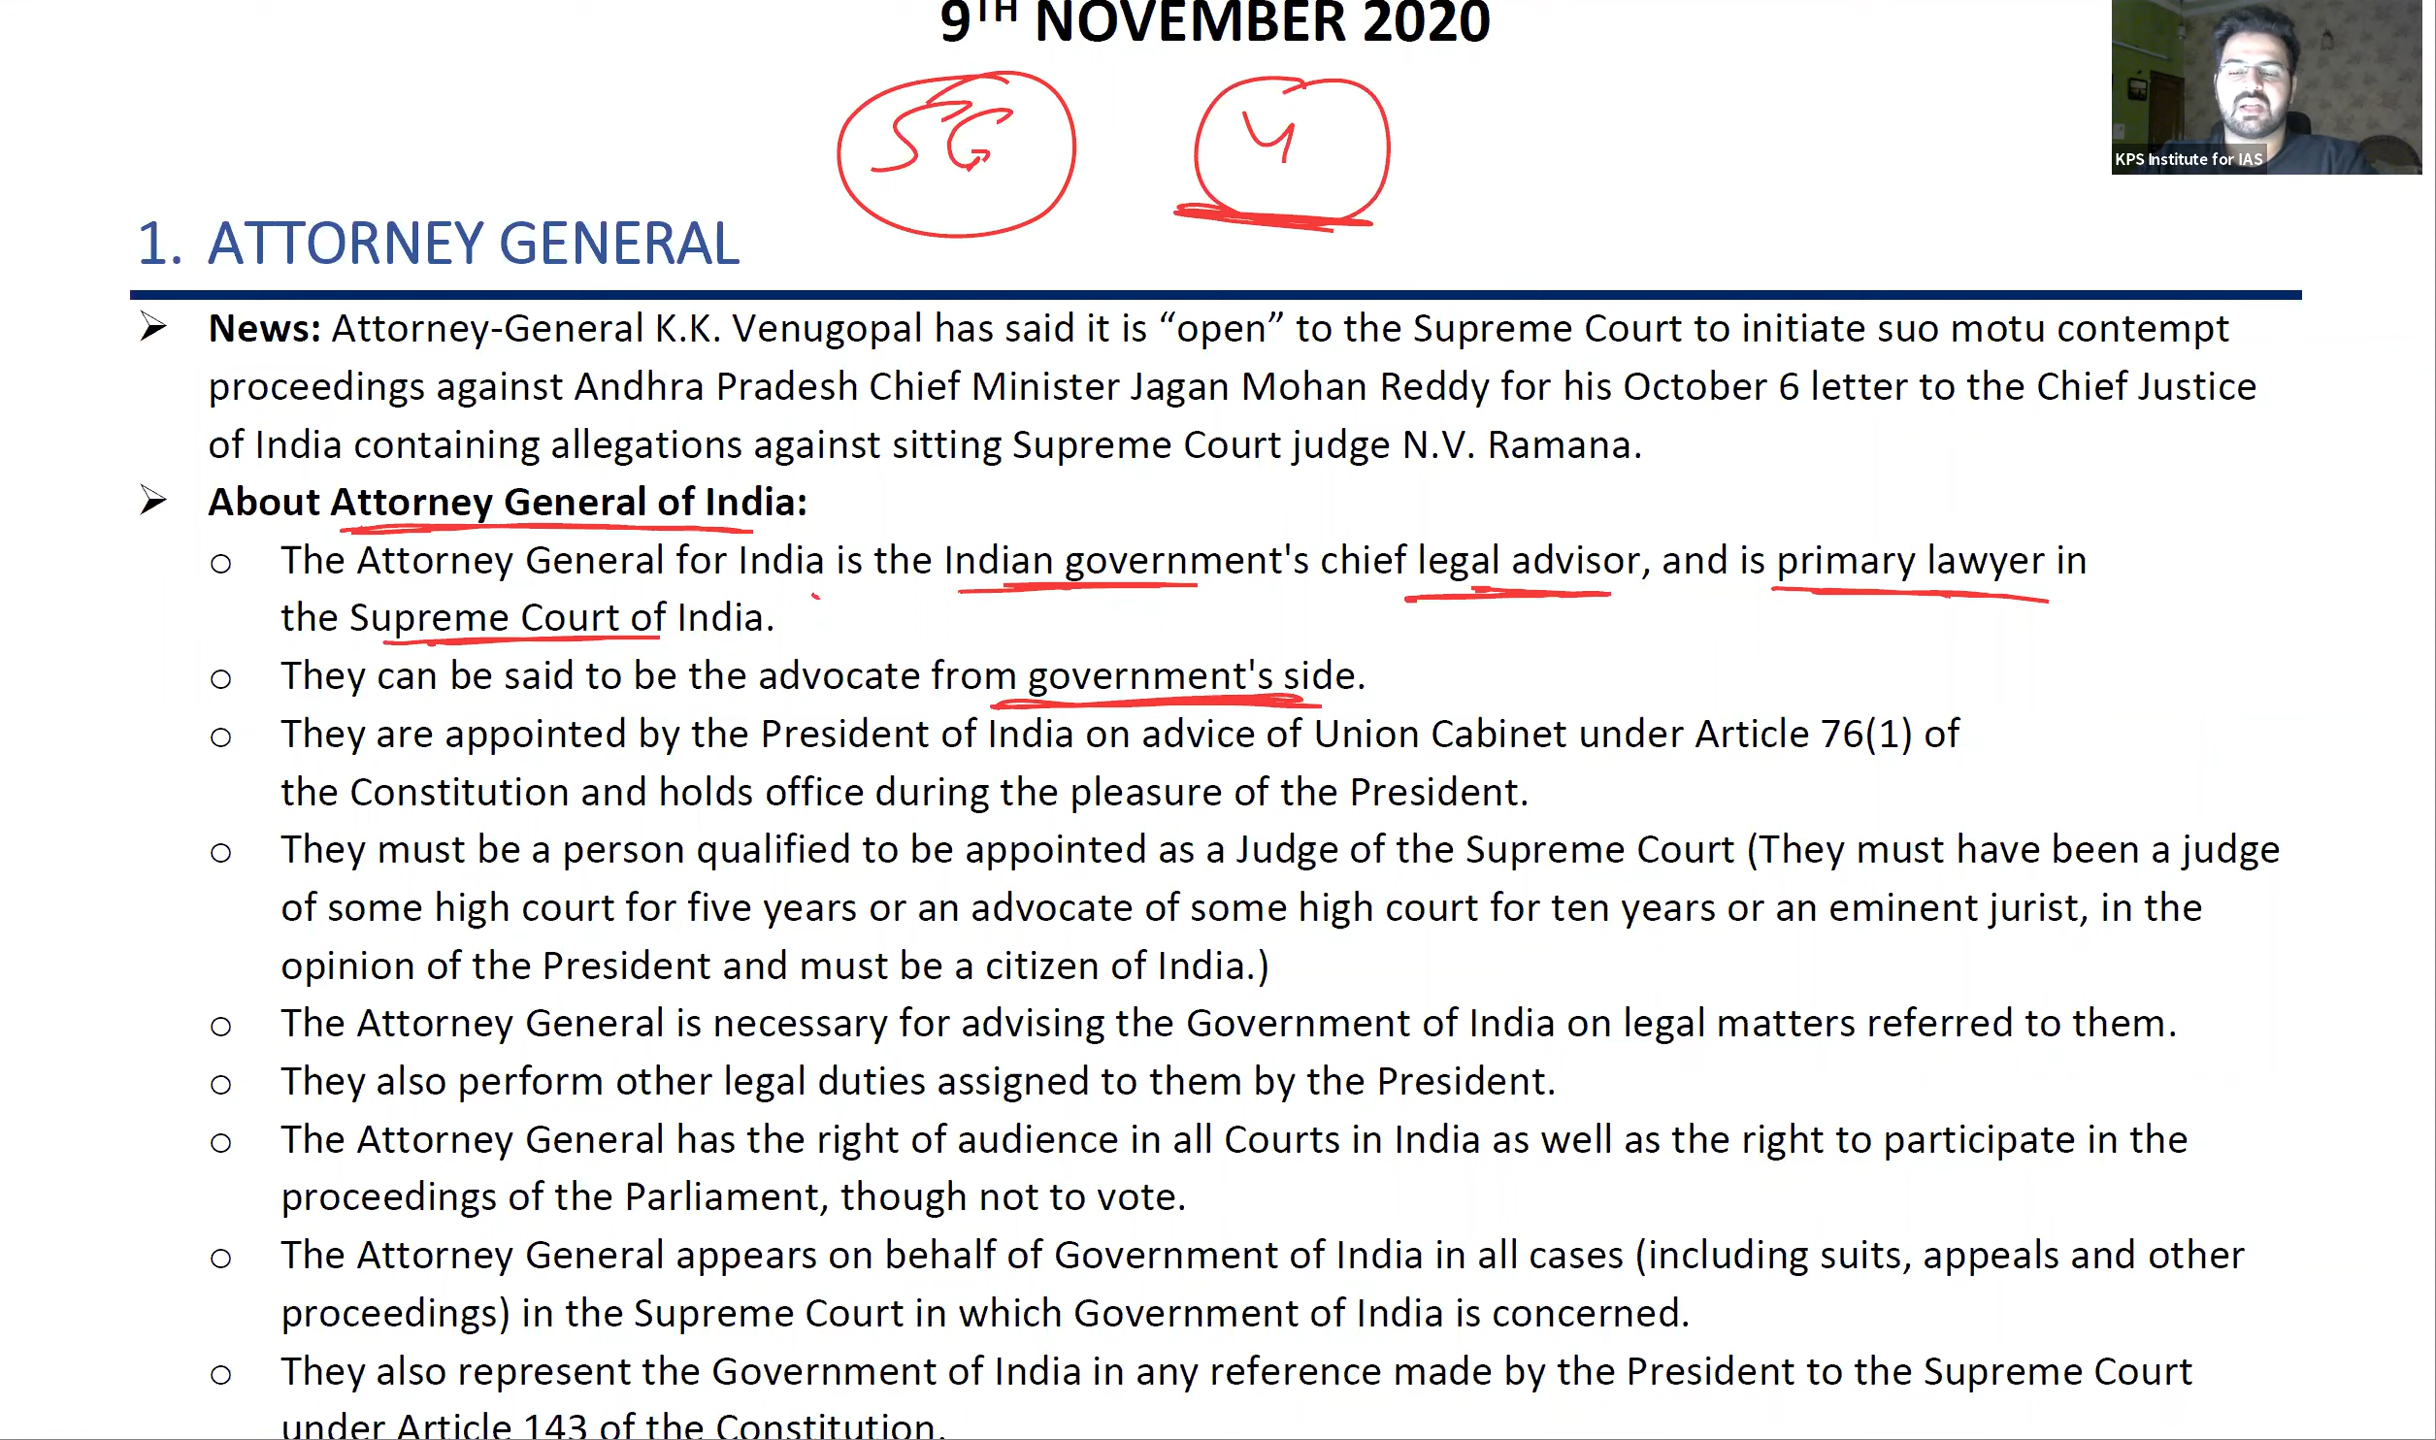 9TH NOVEMBER 2020
SG
4
KPS Institute for IAS
1. ATTORNEY GENERAL
News: Attorney-General K.K. Venugopal has said it is “open” to the Supreme Court to initiate suo motu contempt
proceedings against Andhra Pradesh Chief Minister Jagan Mohan Reddy for his October 6 letter to the Chief Justice
of India containing allegations against sitting Supreme Court judge N.V. Ramana.
About Attorney General of India:
The Attorney General for India is the Indian government's chief legal advisor, and is primary lawyer in
the Supreme Court of India.
They can be said to be the advocate from government's side.
They are appointed by the President of India on advice of Union Cabinet under Article 76(1) of
the Constitution and holds office during the pleasure of the President.
They must be a person qualified to be appointed as a Judge of the Supreme Court (They must have been a judge
of some high court for five years or an advocate of some high court for ten years or an eminent jurist, in the
opinion of the President and must be a citizen of India.)
The Attorney General is necessary for advising the Government of India on legal matters referred to them.
They also perform other legal duties assigned to them by the President.
The Attorney General has the right of audience in all Courts in India as well as the right to participate in the
proceedings of the Parliament, though not to vote.
The Attorney General appears on behalf of Government of India in all cases (including suits, appeals and other
proceedings) in the Supreme Court in which Government of India is concerned.
They also represent the Government of India in any reference made by the President to the Supreme Court
under Article 143 of the Constitution.